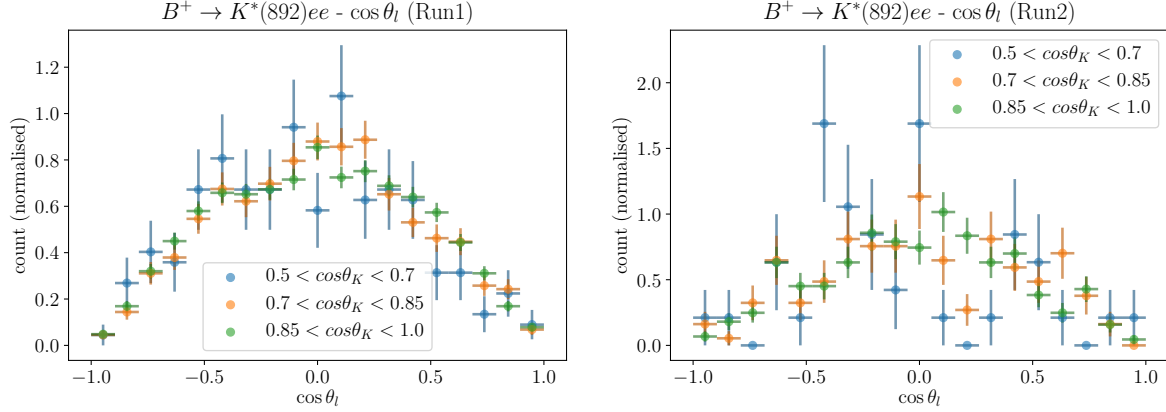 B⁺ → K*(892)ee - cos θ_l (Run1)
count (normalised)
1.2
1.0
0.8
0.6
0.4
0.2
0.0
0.5 < cosθ_K < 0.7
0.7 < cosθ_K < 0.85
0.85 < cosθ_K < 1.0
−1.0 −0.5 0.0 0.5 1.0
cos θ_l
B⁺ → K*(892)ee - cos θ_l (Run2)
count (normalised)
2.0
1.5
1.0
0.5
0.0
0.5 < cosθ_K < 0.7
0.7 < cosθ_K < 0.85
0.85 < cosθ_K < 1.0
−1.0 −0.5 0.0 0.5 1.0
cos θ_l